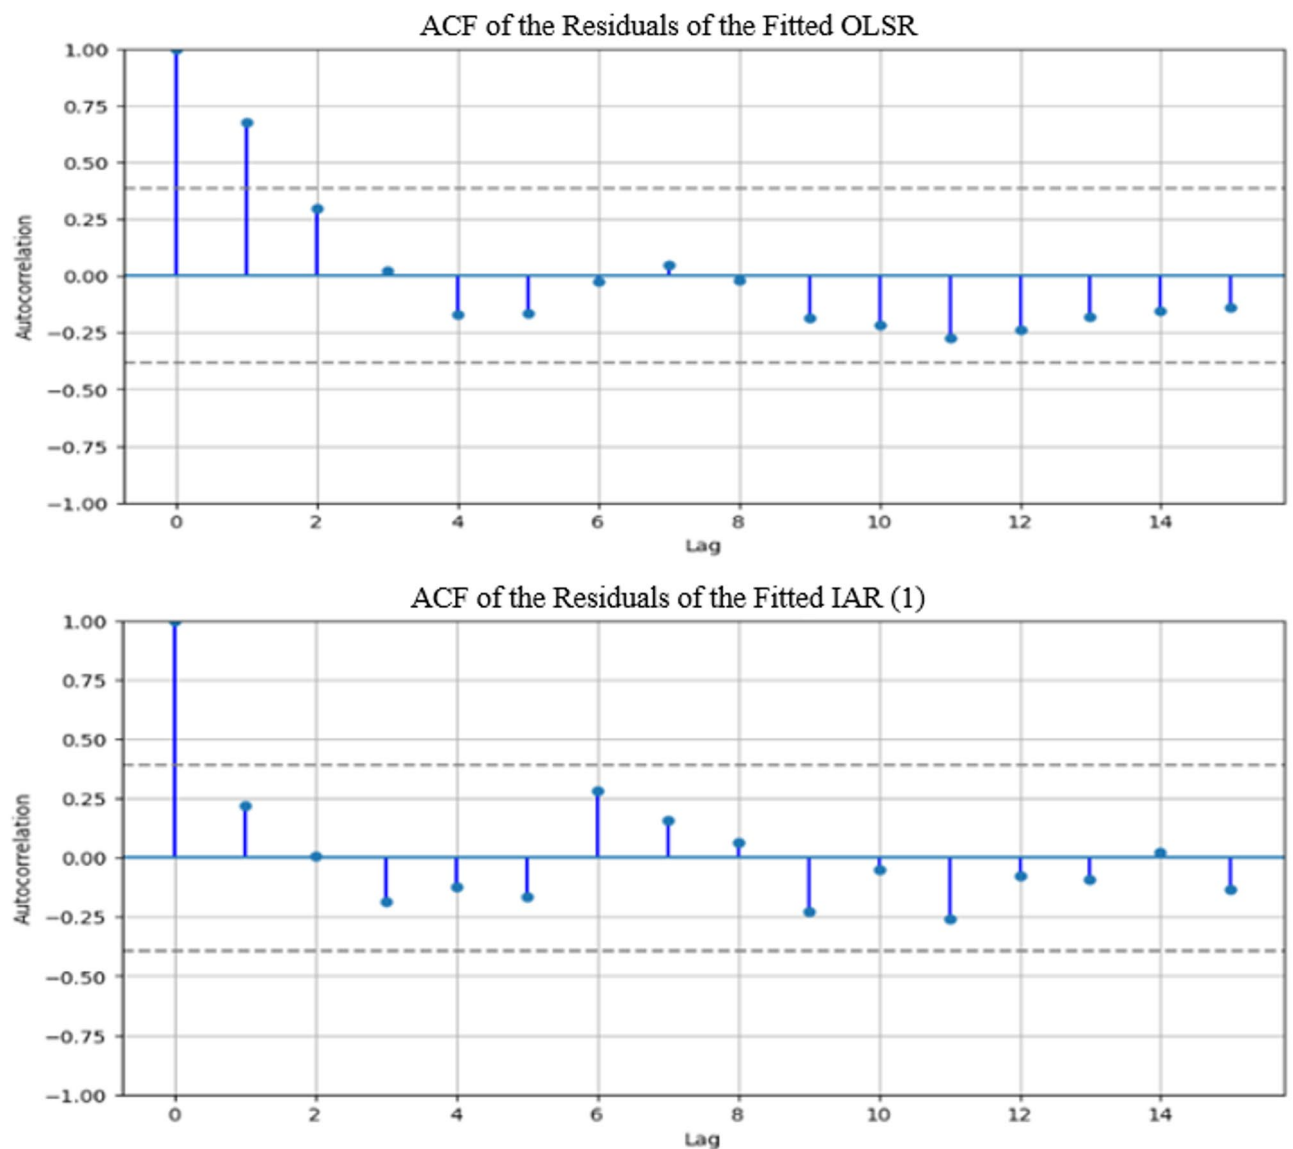 ACF of the Residuals of the Fitted OLSR
1.00
0.75
0.50
0.25
0.00
−0.25
−0.50
−0.75
−1.00
Autocorrelation
0 2 4 6 8 10 12 14
Lag
ACF of the Residuals of the Fitted IAR (1)
1.00
0.75
0.50
0.25
0.00
−0.25
−0.50
−0.75
−1.00
Autocorrelation
0 2 4 6 8 10 12 14
Lag